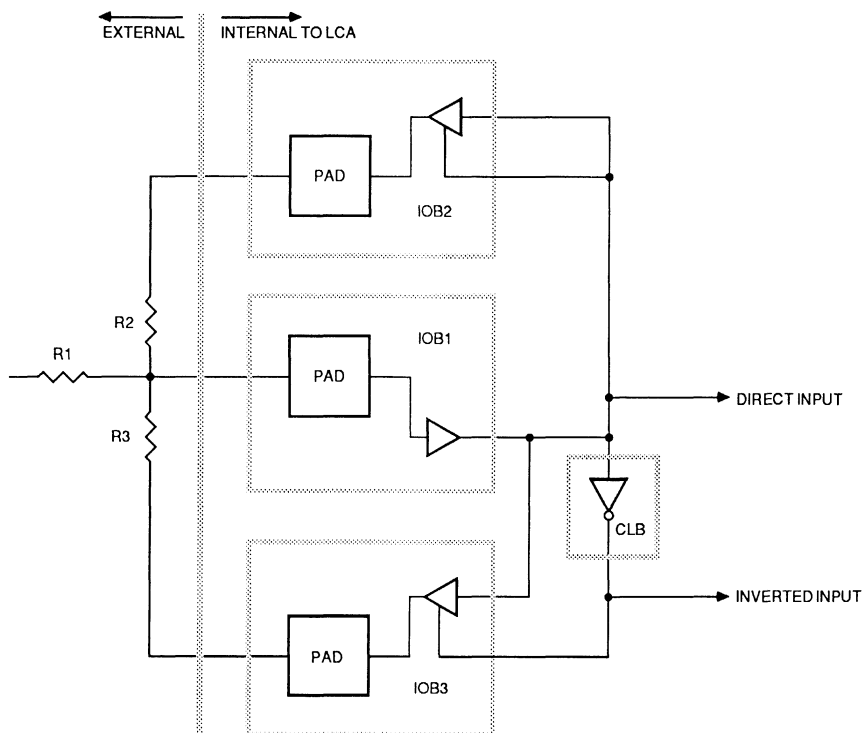 EXTERNAL
INTERNAL TO LCA
PAD
IOB2
R2
IOB1
R1
PAD
DIRECT INPUT
R3
CLB
INVERTED INPUT
PAD
IOB3